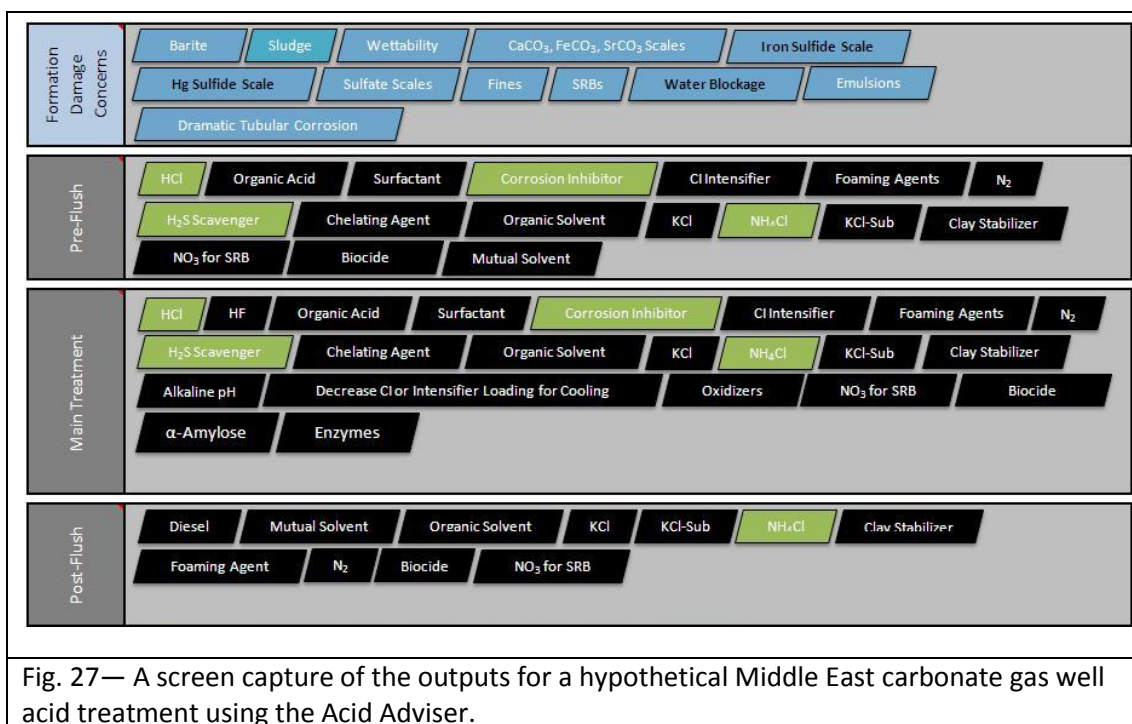 Formation Damage Concerns
Barite Sludge Wettability CaCO₃, FeCO₃, SrCO₃ Scales Iron Sulfide Scale
Hg Sulfide Scale Sulfate Scales Fines SRBs Water Blockage Emulsions
Dramatic Tubular Corrosion
Pre-Flush
HCl Organic Acid Surfactant Corrosion Inhibitor CI Intensifier Foaming Agents N₂
H₂S Scavenger Chelating Agent Organic Solvent KCl NH₄Cl KCl-Sub Clay Stabilizer
NO₃ for SRB Biocide Mutual Solvent
Main Treatment
HCl HF Organic Acid Surfactant Corrosion Inhibitor CI Intensifier Foaming Agents N₂
H₂S Scavenger Chelating Agent Organic Solvent KCl NH₄Cl KCl-Sub Clay Stabilizer
Alkaline pH Decrease CI or Intensifier Loading for Cooling Oxidizers NO₃ for SRB Biocide
α-Amylose Enzymes
Post-Flush
Diesel Mutual Solvent Organic Solvent KCl KCl-Sub NH₄Cl Clay Stabilizer
Foaming Agent N₂ Biocide NO₃ for SRB
Fig. 27— A screen capture of the outputs for a hypothetical Middle East carbonate gas well
acid treatment using the Acid Adviser.